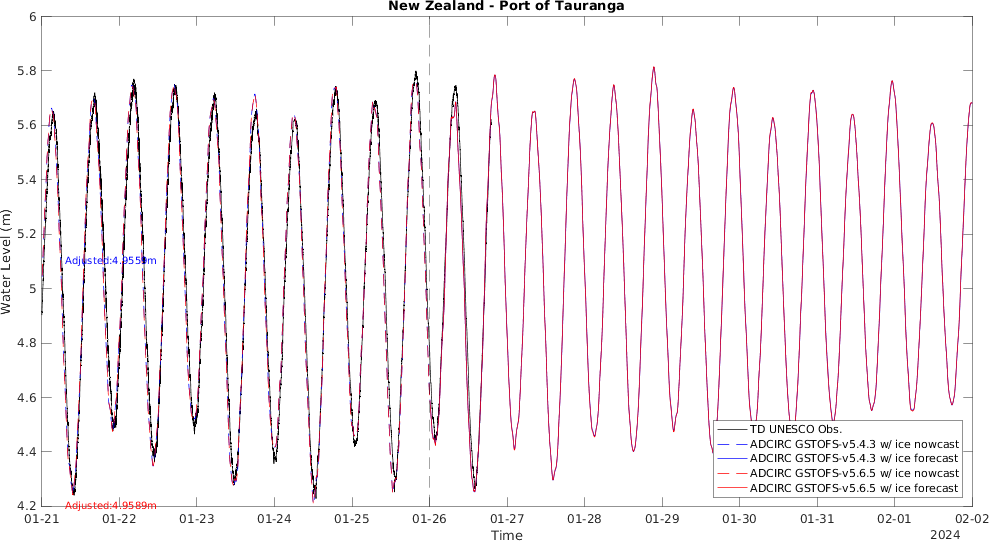 New Zealand - Port of Tauranga
6
5.8
5.6
5.4
5.2
5
4.8
4.6
4.4
4.2
Water Level (m)
Adjusted:4.9559m
Adjusted:4.9589m
TD UNESCO Obs.
ADCIRC GSTOFS-v5.4.3 w/ ice nowcast
ADCIRC GSTOFS-v5.4.3 w/ ice forecast
ADCIRC GSTOFS-v5.6.5 w/ ice nowcast
ADCIRC GSTOFS-v5.6.5 w/ ice forecast
01-21 01-22 01-23 01-24 01-25 01-26 01-27 01-28 01-29 01-30 01-31 02-01 02-02
Time
2024